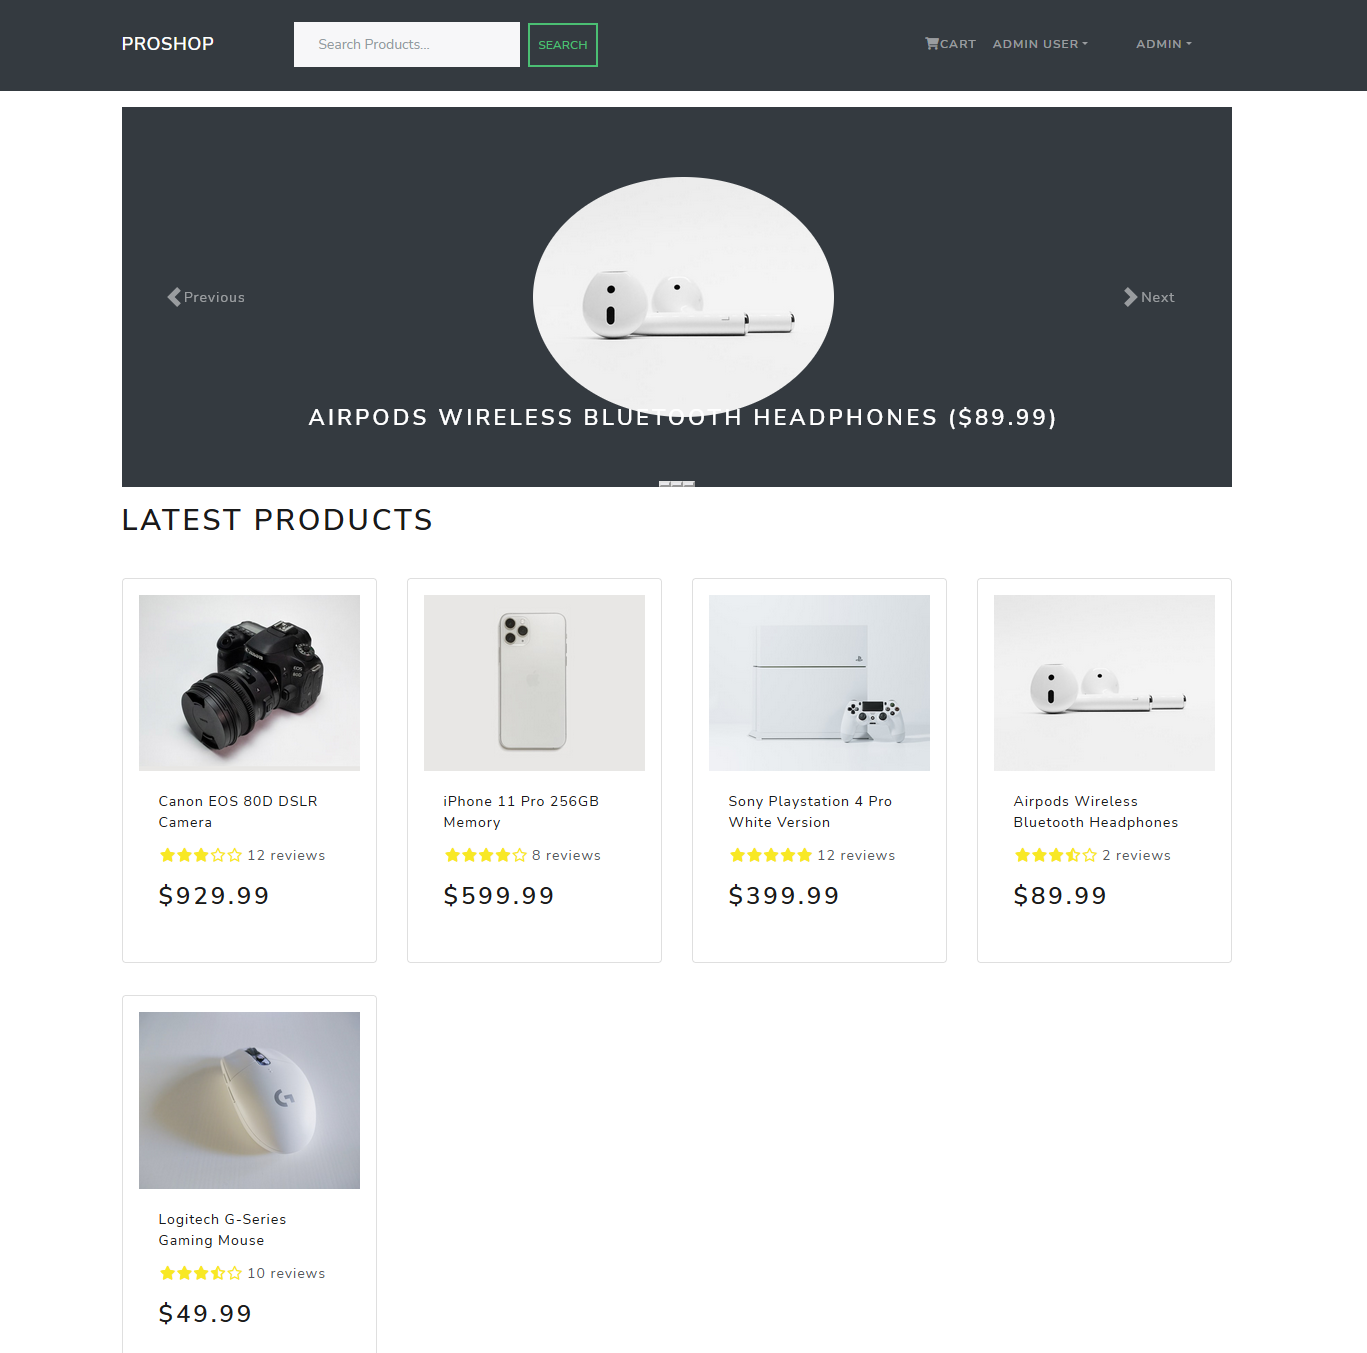 PROSHOP
Search Products...
SEARCH
CART
ADMIN USER
ADMIN
Previous
Next
AIRPODS WIRELESS BLUETOOTH HEADPHONES ($89.99)
LATEST PRODUCTS
Canon
EOS
80D
Canon EOS 80D DSLR
Camera
12 reviews
$929.99
iPhone 11 Pro 256GB
Memory
8 reviews
$599.99
Sony Playstation 4 Pro
White Version
12 reviews
$399.99
Airpods Wireless
Bluetooth Headphones
2 reviews
$89.99
Logitech G-Series
Gaming Mouse
10 reviews
$49.99